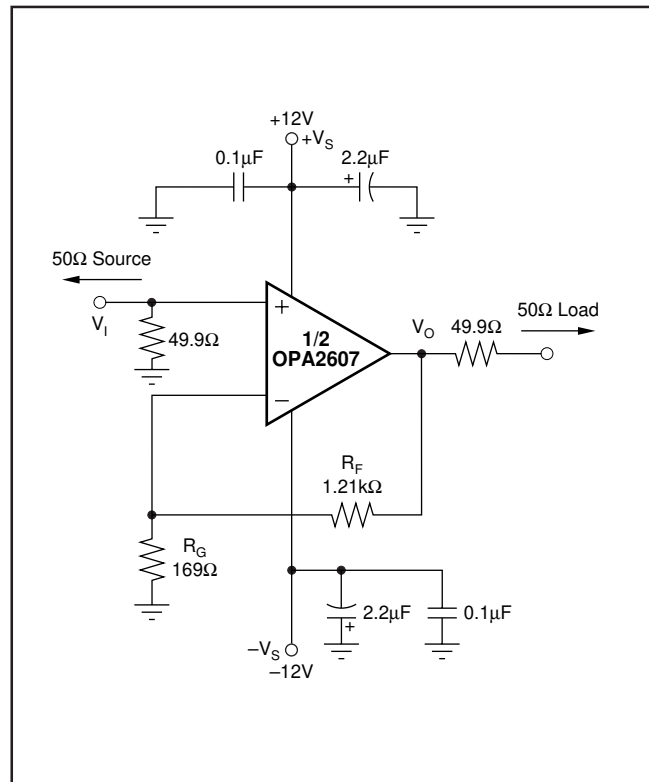 +12V
+V_S
0.1μF
2.2μF
+
50Ω Source
V_I
49.9Ω
+
1/2
OPA2607
−
V_O
49.9Ω
50Ω Load
R_F
1.21kΩ
R_G
169Ω
2.2μF
+
0.1μF
−V_S
−12V